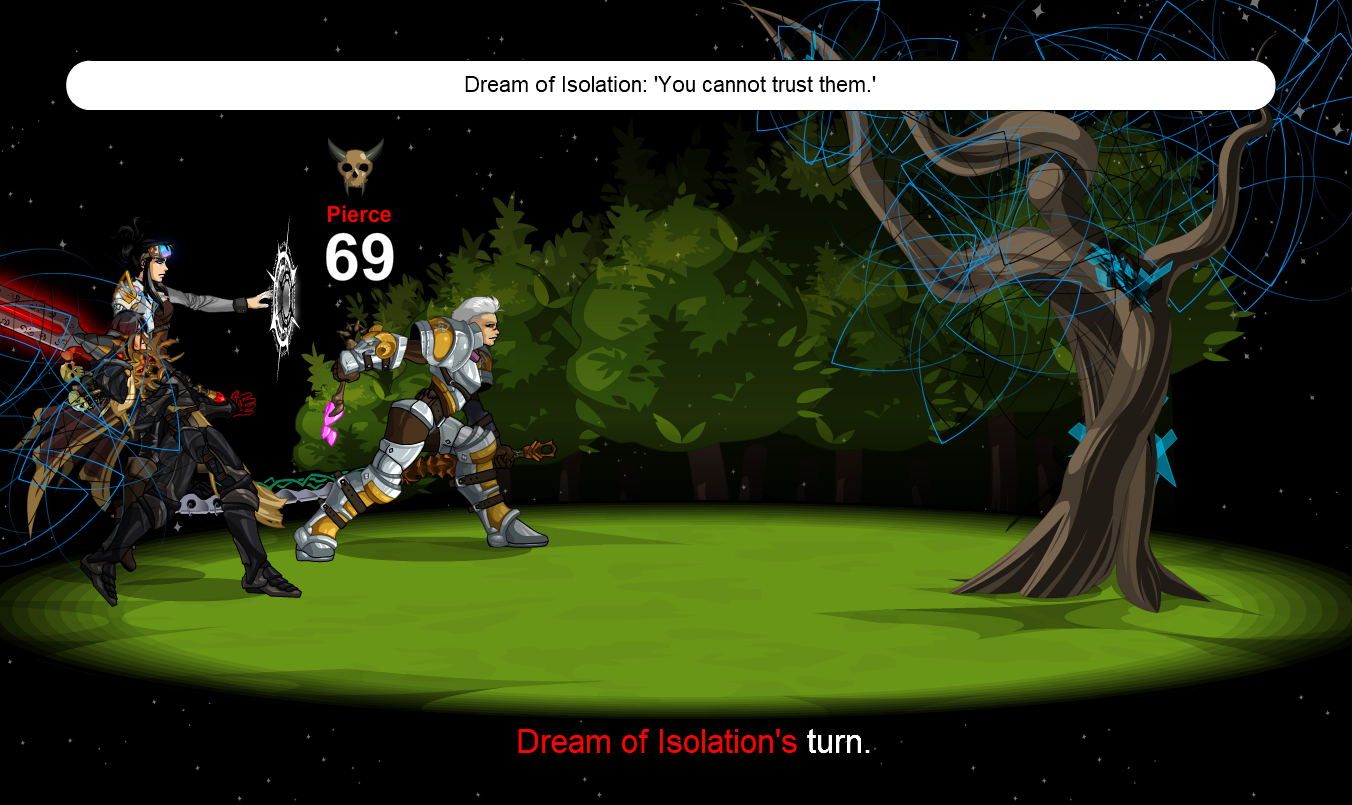 Dream of Isolation: 'You cannot trust them.'
Pierce
69
Dream of Isolation's turn.